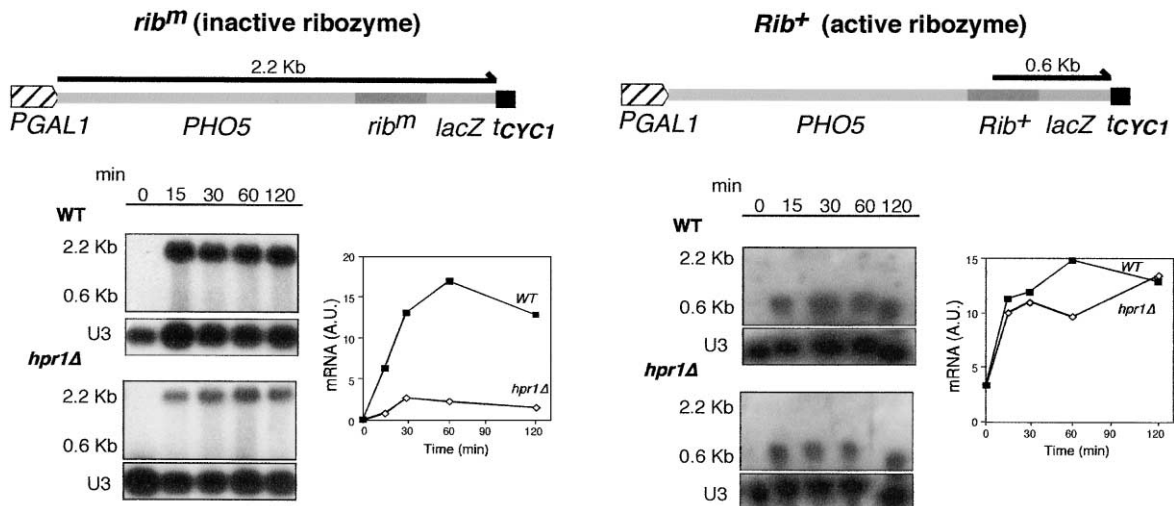 rib^m (inactive ribozyme)
2.2 Kb
PGAL1 PHO5 rib^m lacZ tCYC1
min
0 15 30 60 120
WT
2.2 Kb
0.6 Kb
U3
hpr1Δ
2.2 Kb
0.6 Kb
U3
20
15
10
5
0
mRNA (A.U.)
WT
hpr1Δ
0 30 60 90 120
Time (min)
Rib+ (active ribozyme)
0.6 Kb
PGAL1 PHO5 Rib+ lacZ tCYC1
min
0 15 30 60 120
WT
2.2 Kb
0.6 Kb
U3
hpr1Δ
2.2 Kb
0.6 Kb
U3
15
10
5
0
mRNA (A.U.)
WT
hpr1Δ
0 30 60 90 120
Time (min)